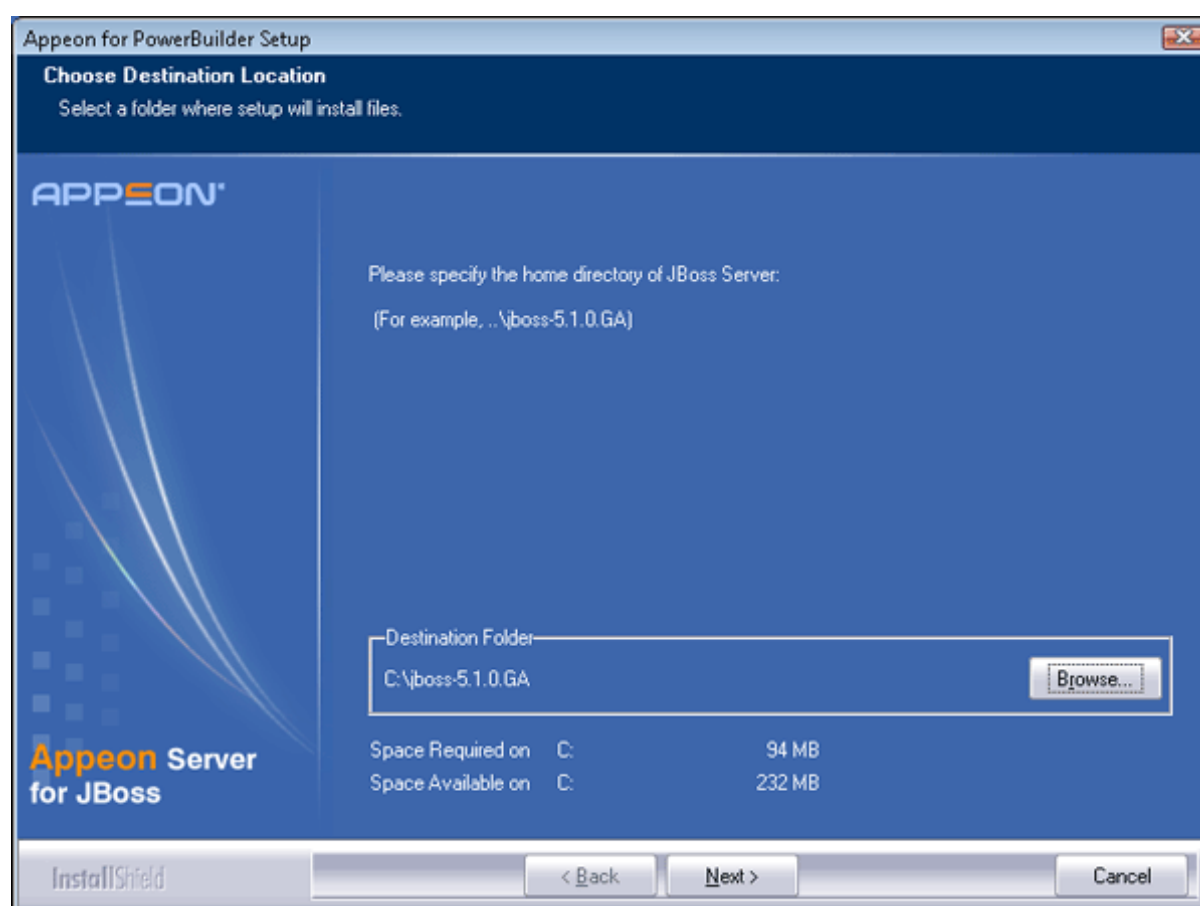 Appeon for PowerBuilder Setup
Choose Destination Location
Select a folder where setup will install files.
APPEON
Please specify the home directory of JBoss Server:
(For example, ..\jboss-5.1.0.GA)
Destination Folder
C:\jboss-5.1.0.GA
Browse...
Space Required on C: 94 MB
Space Available on C: 232 MB
Appeon Server
for JBoss
InstallShield
< Back
Next >
Cancel